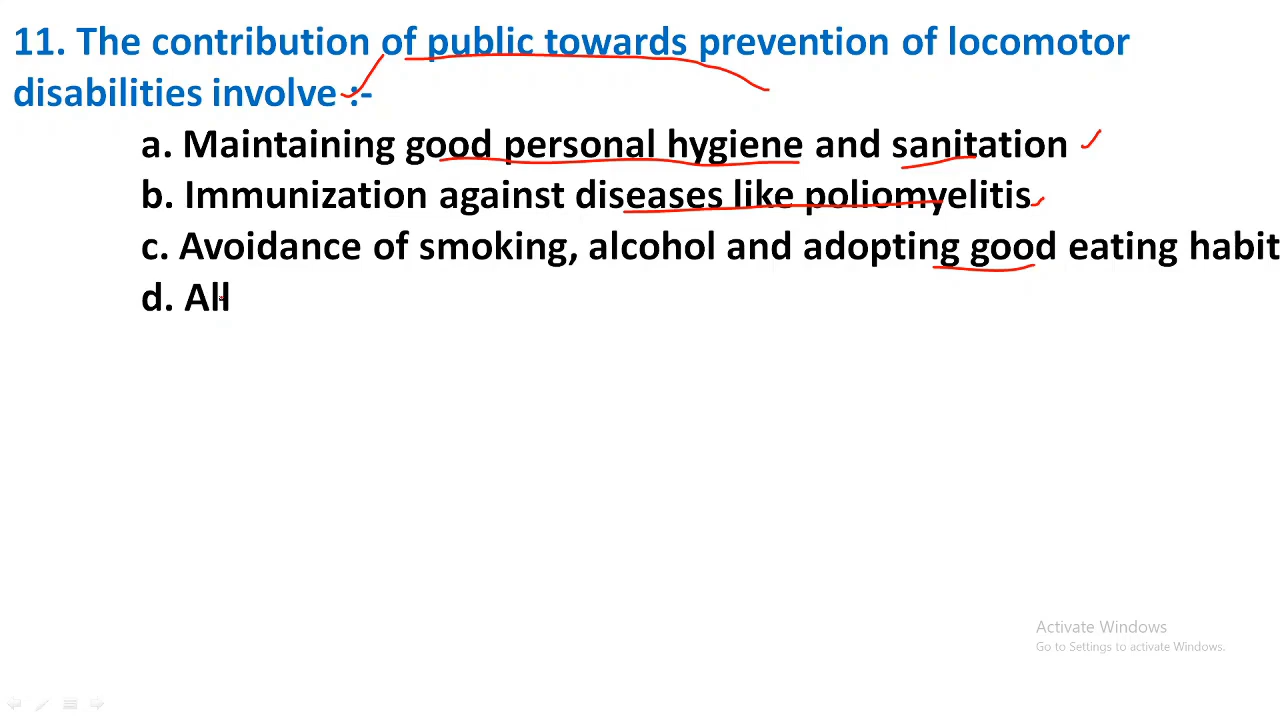 11. The contribution of public towards prevention of locomotor
disabilities involve :-
a. Maintaining good personal hygiene and sanitation
b. Immunization against diseases like poliomyelitis
c. Avoidance of smoking, alcohol and adopting good eating habit
d. All
Activate Windows
Go to Settings to activate Windows.